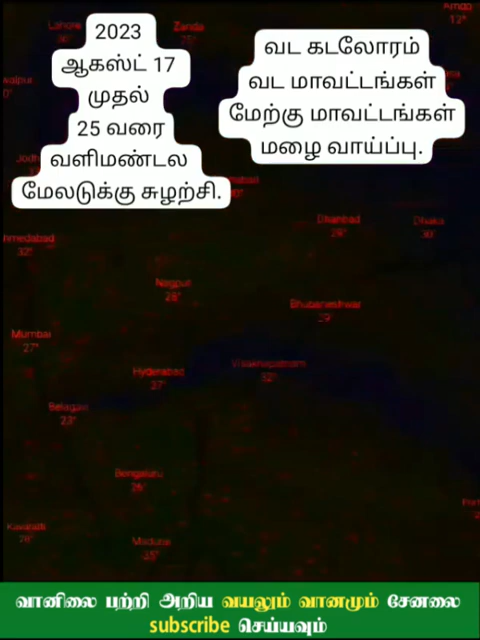 2023
ஆகஸ்ட் 17
முதல்
25 வரை
வளிமண்டல
மேலடுக்கு சுழற்சி.
வட கடலோரம்
வட மாவட்டங்கள்
மேற்கு மாவட்டங்கள்
மழை வாய்ப்பு.
Lahore
Zanda
Dhanbad
29°
Dhaka
30°
32°
Nagpur
28°
Bhubaneshwar
29°
Mumbai
27°
Hyderabad
27°
Visakhapatnam
32°
Belagavi
23°
Bengaluru
26°
Kavaratti
28°
Madurai
35°
வானிலை பற்றி அறிய வயலும் வானமும் சேனலை
subscribe செய்யவும்